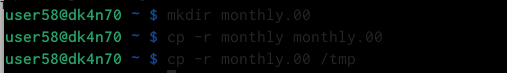 user58@dk4n70 ~ $ mkdir monthly.00
user58@dk4n70 ~ $ cp -r monthly monthly.00
user58@dk4n70 ~ $ cp -r monthly.00 /tmp